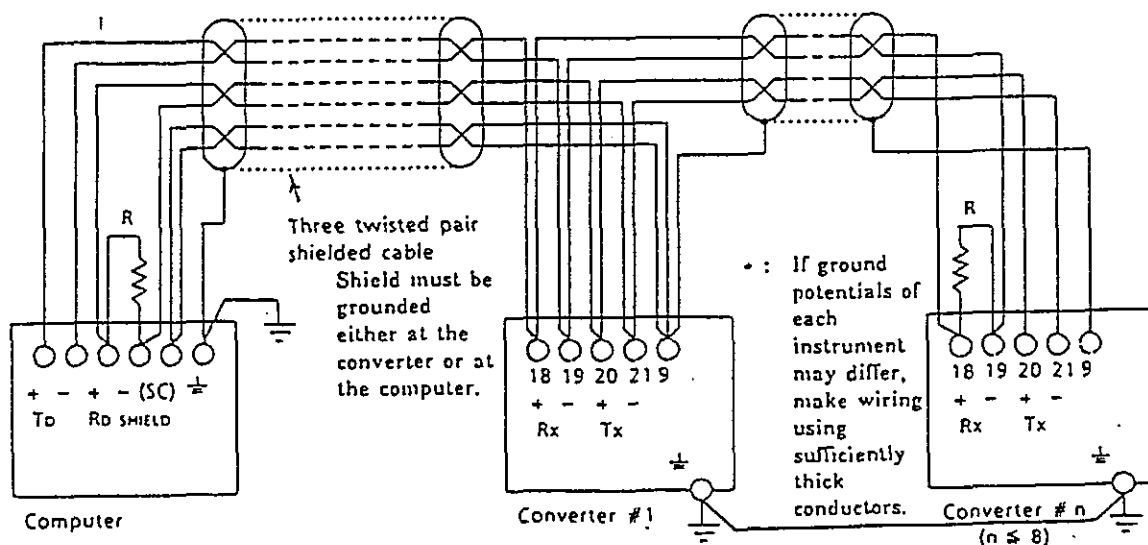 R
Three twisted pair
shielded cable
Shield must be
grounded
either at the
converter or at
the computer.
+ - + - (SC)
TD RD SHIELD
Computer
18 19 20 21 9
+ - + -
Rx Tx
Converter #1
* : If ground
potentials of
each
instrument
may differ,
make wiring
using
sufficiently
thick
conductors.
R
18 19 20 21 9
+ - + -
Rx Tx
Converter # n
(n ≦ 8)